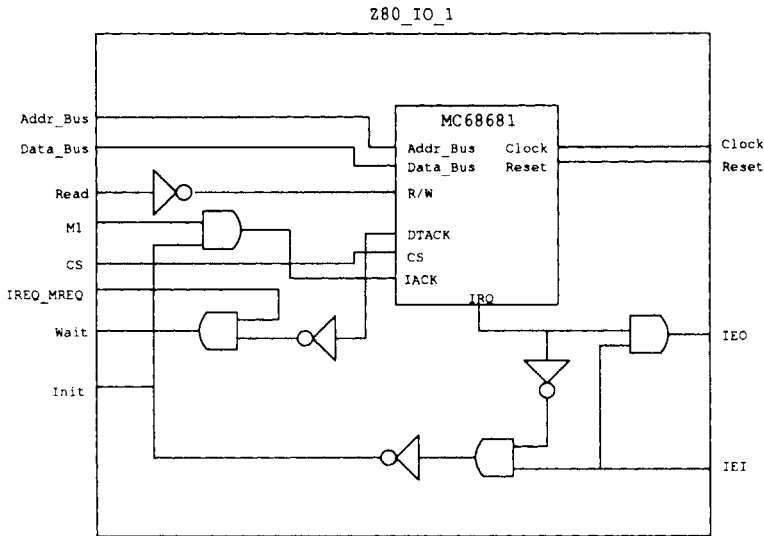 Z80_IO_1
MC68681
Addr_Bus
Data_Bus
Read
M1
CS
IREQ_MREQ
Wait
Init
Addr_Bus Clock
Data_Bus Reset
R/W
DTACK
CS
IACK
IRQ
Clock
Reset
IEO
IEI